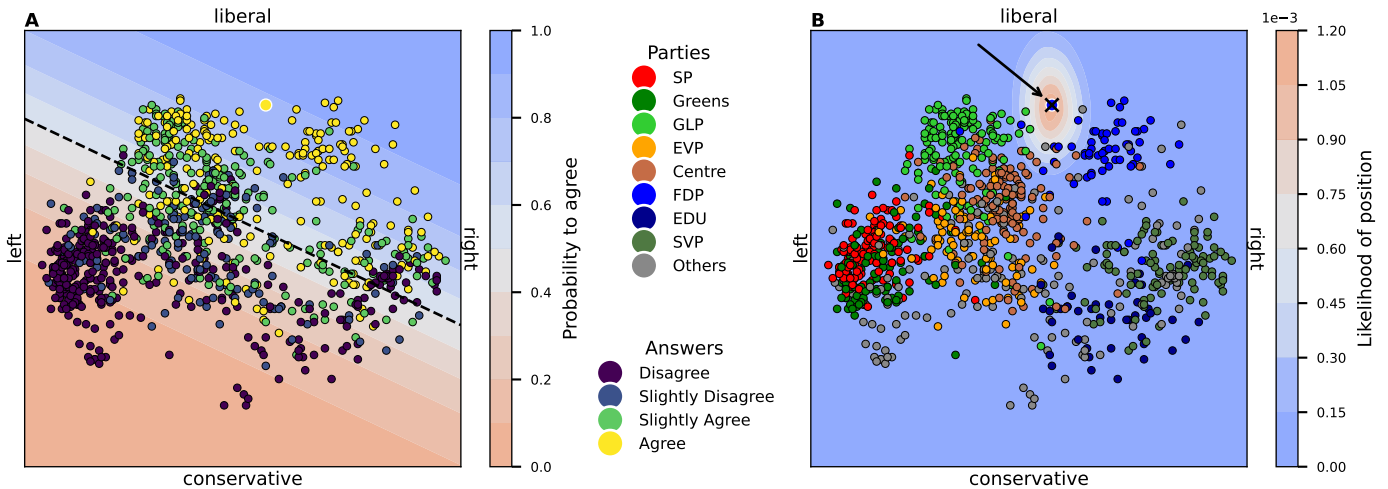 A
liberal
left
right
conservative
1.0
0.8
0.6
0.4
0.2
0.0
Probability to agree
Parties
SP
Greens
GLP
EVP
Centre
FDP
EDU
SVP
Others
Answers
Disagree
Slightly Disagree
Slightly Agree
Agree
B
liberal
left
right
conservative
1e−3
1.20
1.05
0.90
0.75
0.60
0.45
0.30
0.15
0.00
Likelihood of position